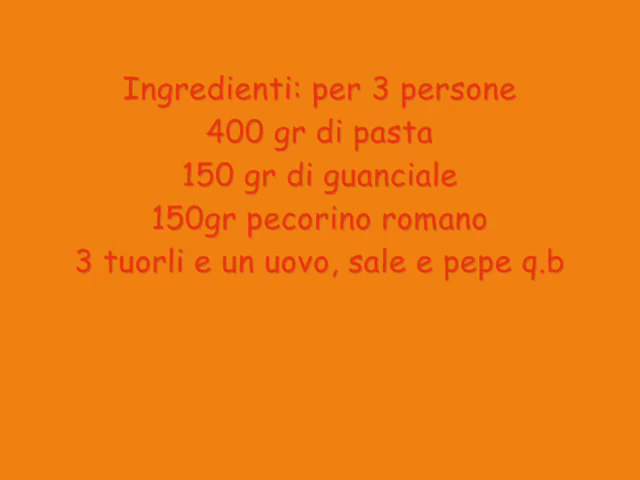 Ingredienti: per 3 persone
400 gr di pasta
150 gr di guanciale
150gr pecorino romano
3 tuorli e un uovo, sale e pepe q.b